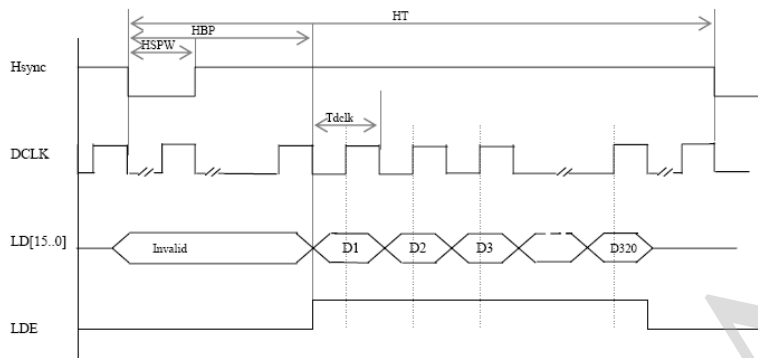 HT
HBP
HSPW
Hsync
Tdclk
DCLK
LD[15..0]
Invalid
D1
D2
D3
D320
LDE